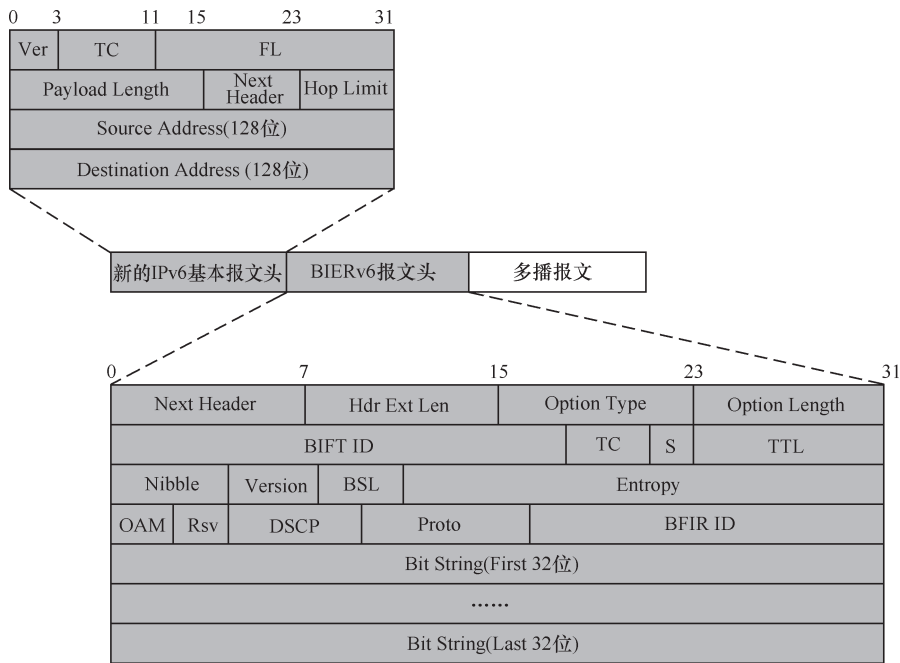 0 3 11 15 23 31
Ver TC FL
Payload Length Next Header Hop Limit
Source Address(128位)
Destination Address (128位)
新的IPv6基本报文头 BIERv6报文头 多播报文
0 7 15 23 31
Next Header Hdr Ext Len Option Type Option Length
BIFT ID TC S TTL
Nibble Version BSL Entropy
OAM Rsv DSCP Proto BFIR ID
Bit String(First 32位)
……
Bit String(Last 32位)